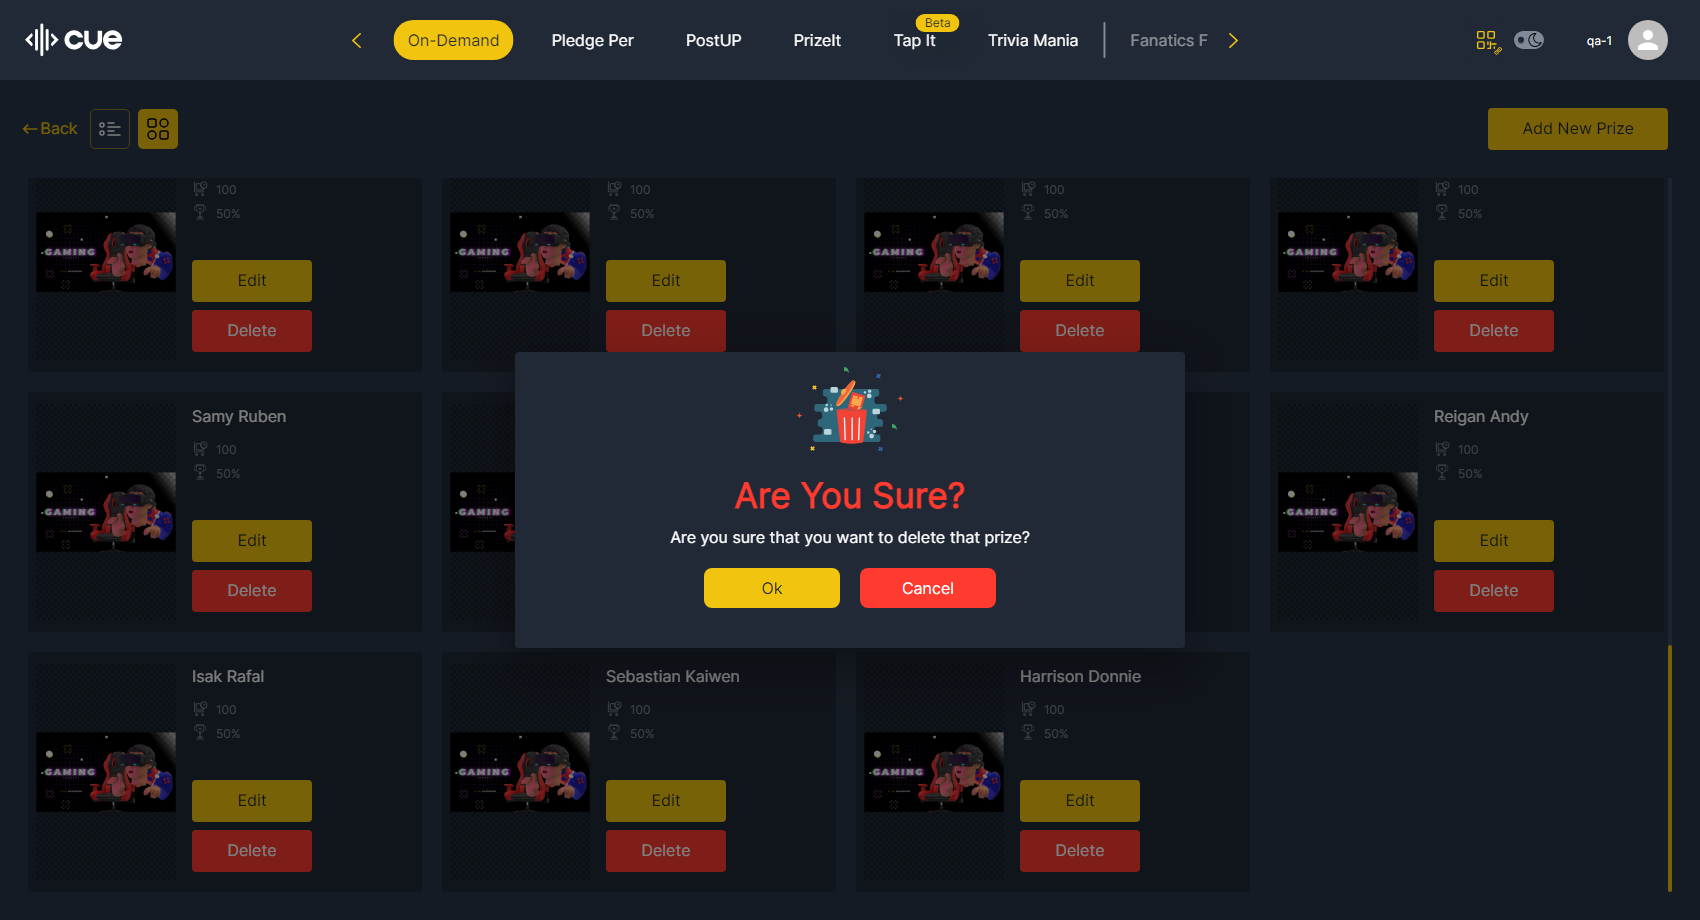 cue
On-Demand
Pledge Per
PostUP
PrizeIt
Tap It
Beta
Trivia Mania
Fanatics F
qa-1
Back
Add New Prize
100
50%
GAMING
Edit
Delete
100
50%
GAMING
Edit
Delete
100
50%
GAMING
Edit
Delete
100
50%
GAMING
Edit
Delete
Samy Ruben
100
50%
GAMING
Edit
Delete
Reigan Andy
100
50%
GAMING
Edit
Delete
Are You Sure?
Are you sure that you want to delete that prize?
Ok
Cancel
Isak Rafal
100
50%
GAMING
Edit
Delete
Sebastian Kaiwen
100
50%
GAMING
Edit
Delete
Harrison Donnie
100
50%
GAMING
Edit
Delete